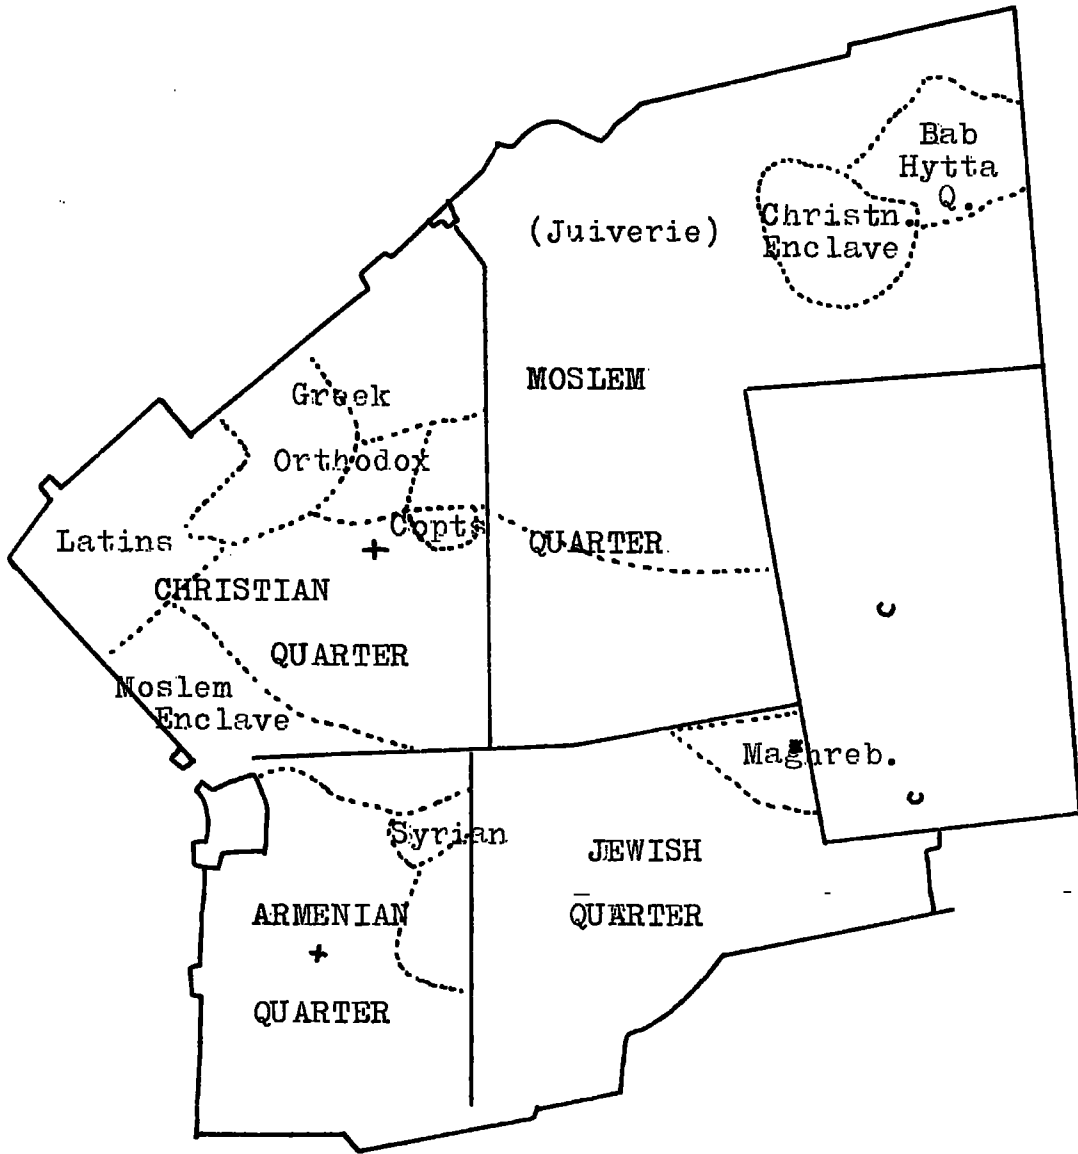 Bab
Hytta
Q.
(Juiverie)
Christn.
Enclave
MOSLEM
QUARTER
Greek
Orthodox
Copts
Latins
CHRISTIAN
QUARTER
Moslem
Enclave
Maghreb.
Syrian
JEWISH
QUARTER
ARMENIAN
QUARTER